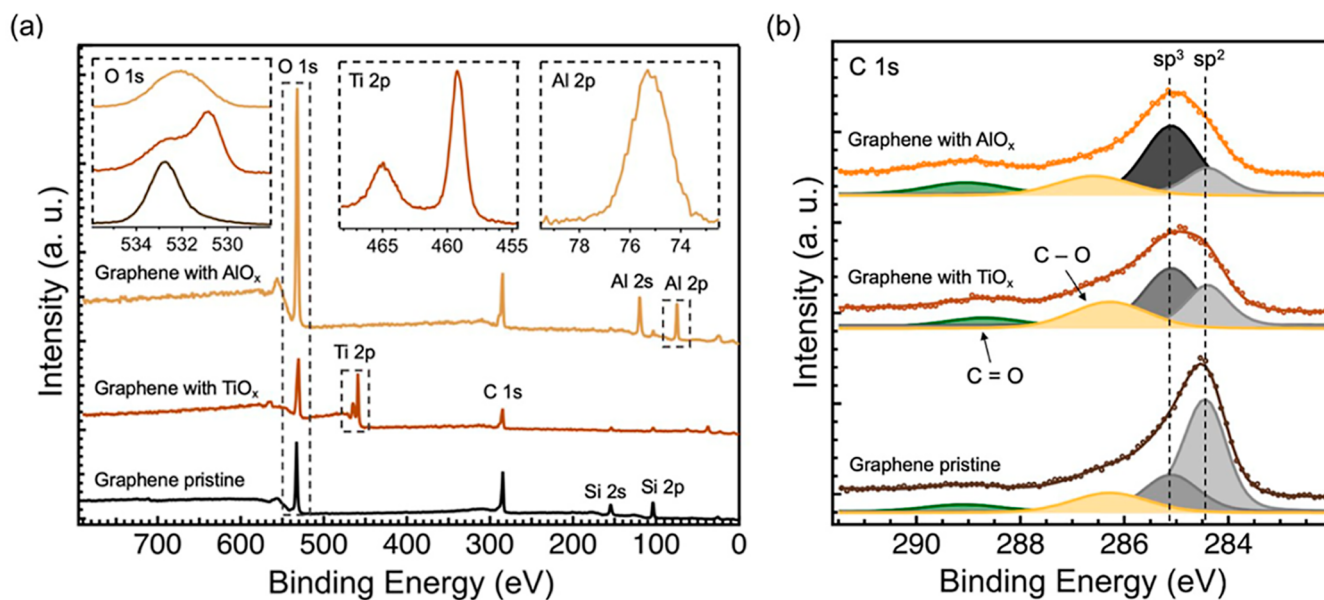 (a)
(b)
O 1s
O 1s
Ti 2p
Al 2p
534 532 530
465 460 455
78 76 74
Graphene with AlOₓ
Al 2s
Al 2p
Ti 2p
Graphene with TiOₓ
C 1s
Graphene pristine
Si 2s
Si 2p
700 600 500 400 300 200 100 0
Binding Energy (eV)
Intensity (a. u.)
C 1s
sp³
sp²
Graphene with AlOₓ
C – O
Graphene with TiOₓ
C = O
Graphene pristine
290 288 286 284
Binding Energy (eV)
Intensity (a. u.)